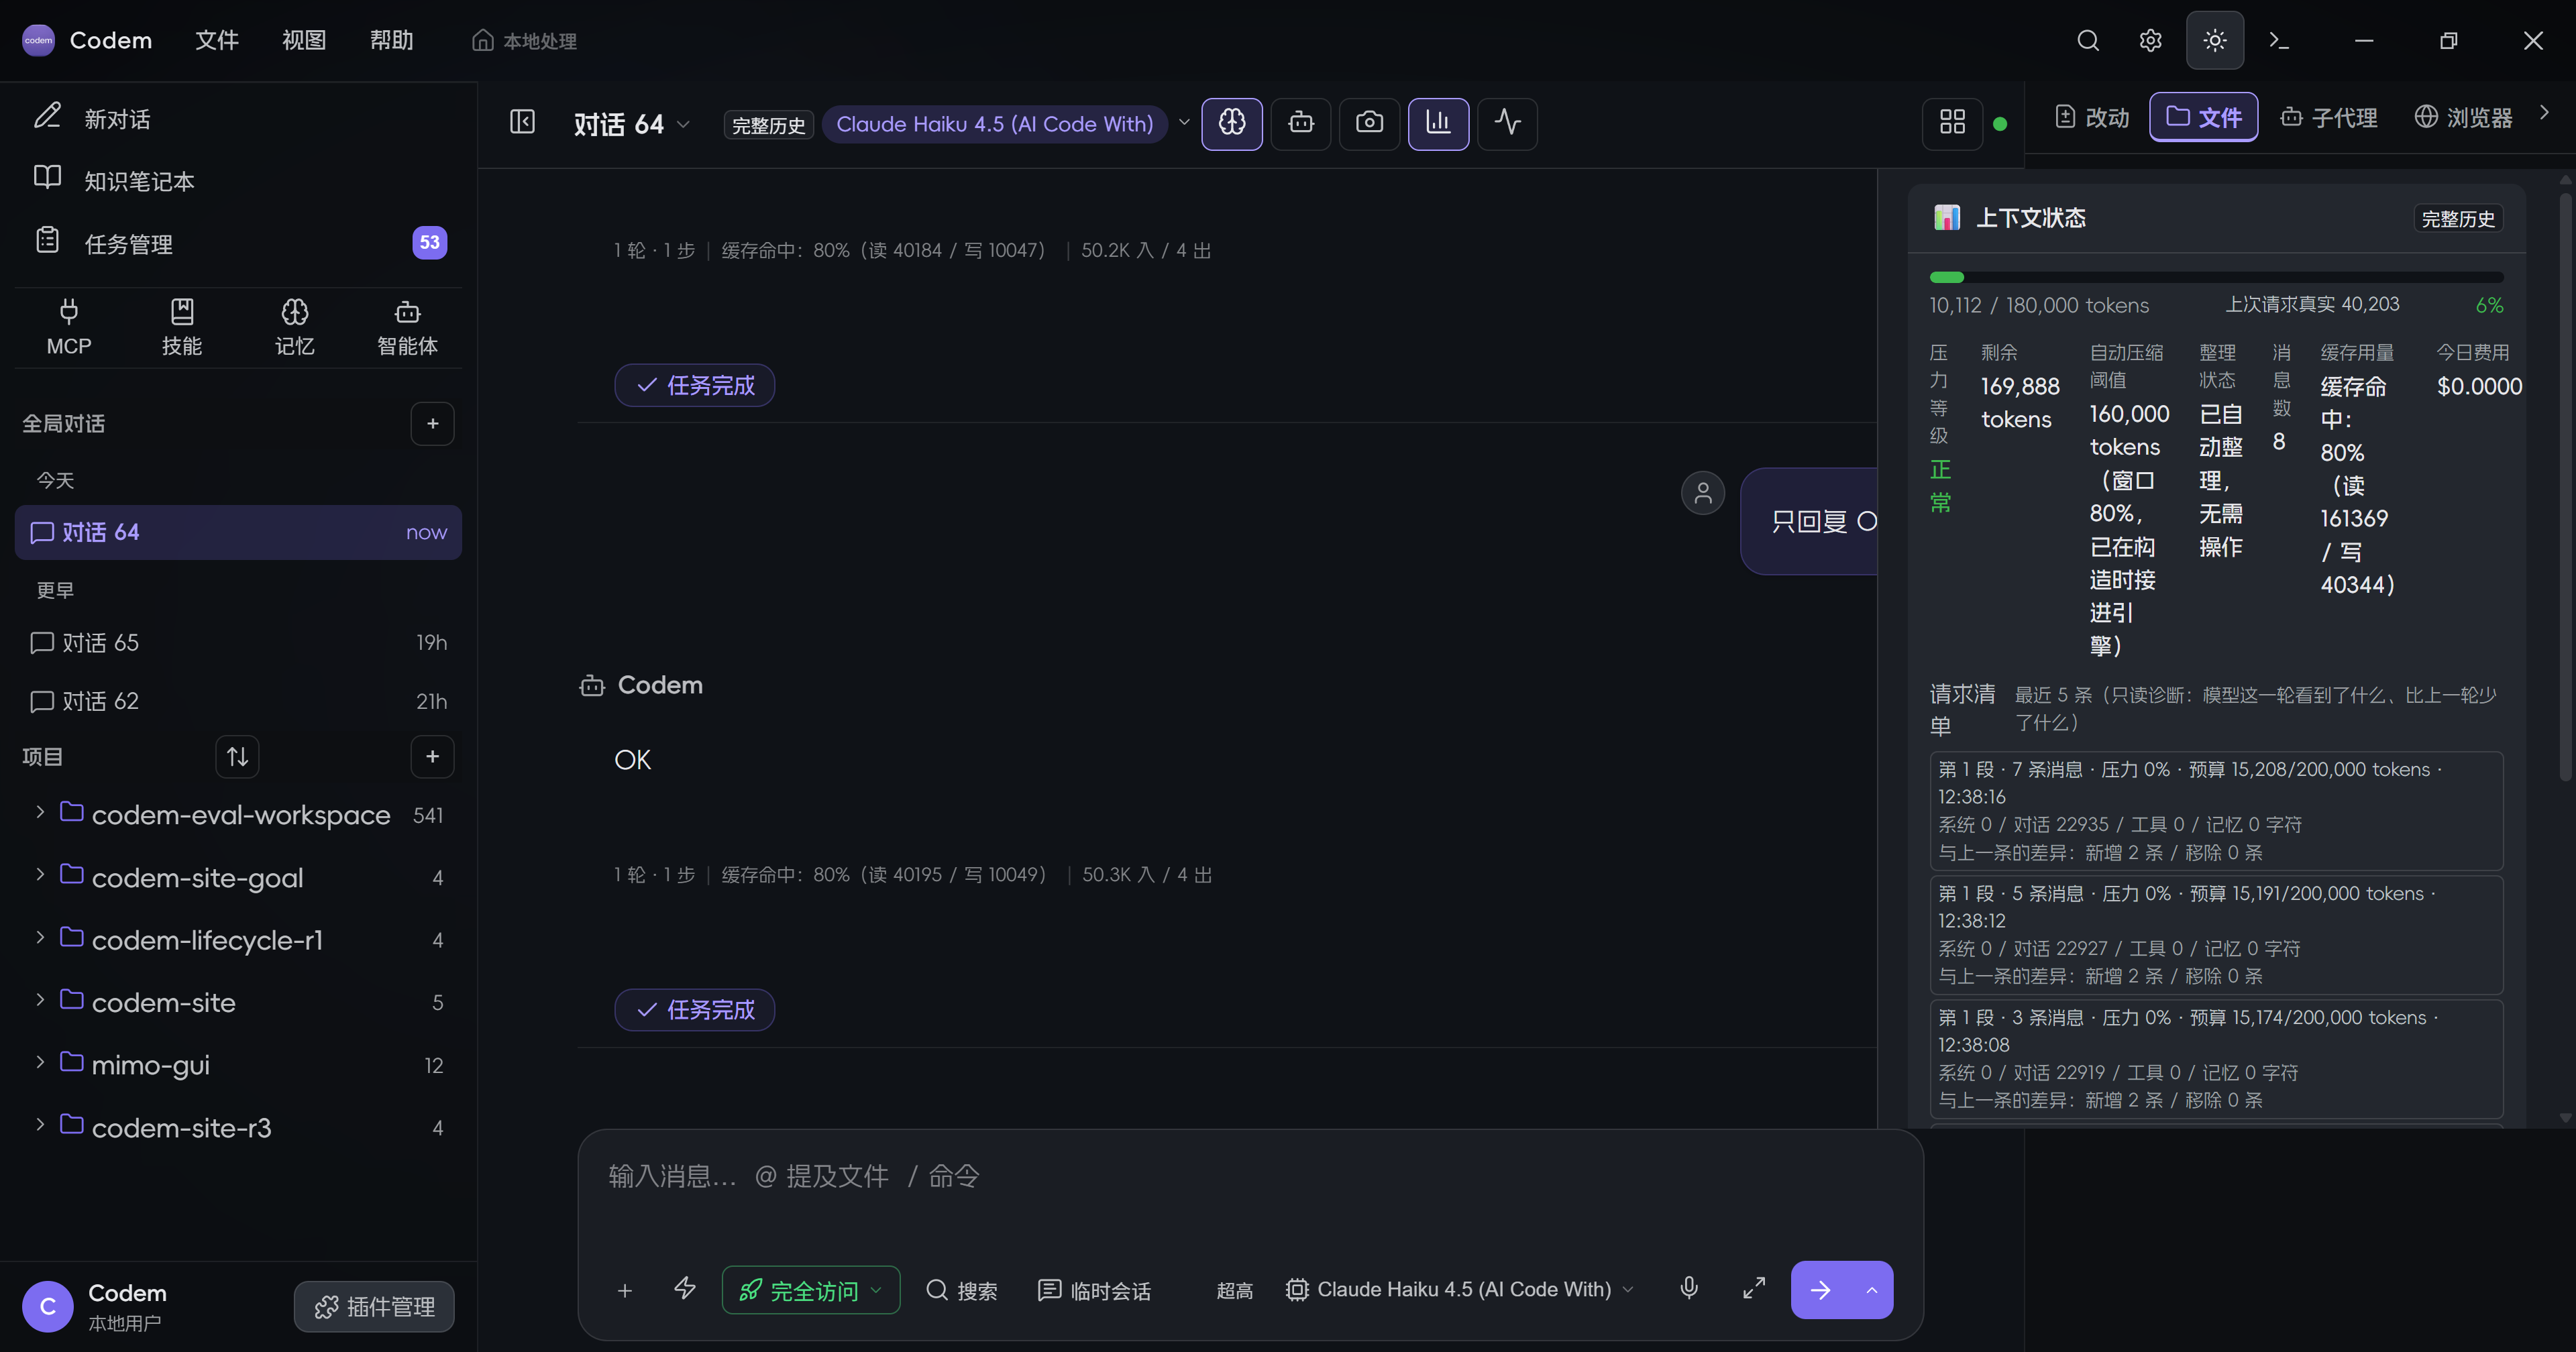 codem Codem 文件 视图 帮助 本地处理
新对话
知识笔记本
任务管理 53
MCP 技能 记忆 智能体
全局对话 +
今天
对话 64 now
更早
对话 65 19h
对话 62 21h
项目 +
codem-eval-workspace 541
codem-site-goal 4
codem-lifecycle-r1 4
codem-site 5
mimo-gui 12
codem-site-r3 4
C Codem
本地用户
插件管理
对话 64 完整历史 Claude Haiku 4.5 (AI Code With)
1 轮 · 1 步 | 缓存命中：80%（读 40184 / 写 10047） | 50.2K 入 / 4 出
任务完成
只回复 O
Codem
OK
1 轮 · 1 步 | 缓存命中：80%（读 40195 / 写 10049） | 50.3K 入 / 4 出
任务完成
输入消息... @ 提及文件 / 命令
+ 完全访问 搜索 临时会话 超高 Claude Haiku 4.5 (AI Code With)
改动 文件 子代理 浏览器
上下文状态 完整历史
10,112 / 180,000 tokens 上次请求真实 40,203 6%
压
力
等
级
正
常
剩余
169,888
tokens
自动压缩
阈值
160,000
tokens
（窗口
80%，
已在构
造时接
进引
擎）
整理
状态
已自
动整
理，
无需
操作
消
息
数
8
缓存用量
缓存命
中：
80%
（读
161369
/ 写
40344）
今日费用
$0.0000
请求清
单
最近 5 条（只读诊断：模型这一轮看到了什么、比上一轮少
了什么）
第 1 段 · 7 条消息 · 压力 0% · 预算 15,208/200,000 tokens ·
12:38:16
系统 0 / 对话 22935 / 工具 0 / 记忆 0 字符
与上一条的差异：新增 2 条 / 移除 0 条
第 1 段 · 5 条消息 · 压力 0% · 预算 15,191/200,000 tokens ·
12:38:12
系统 0 / 对话 22927 / 工具 0 / 记忆 0 字符
与上一条的差异：新增 2 条 / 移除 0 条
第 1 段 · 3 条消息 · 压力 0% · 预算 15,174/200,000 tokens ·
12:38:08
系统 0 / 对话 22919 / 工具 0 / 记忆 0 字符
与上一条的差异：新增 2 条 / 移除 0 条